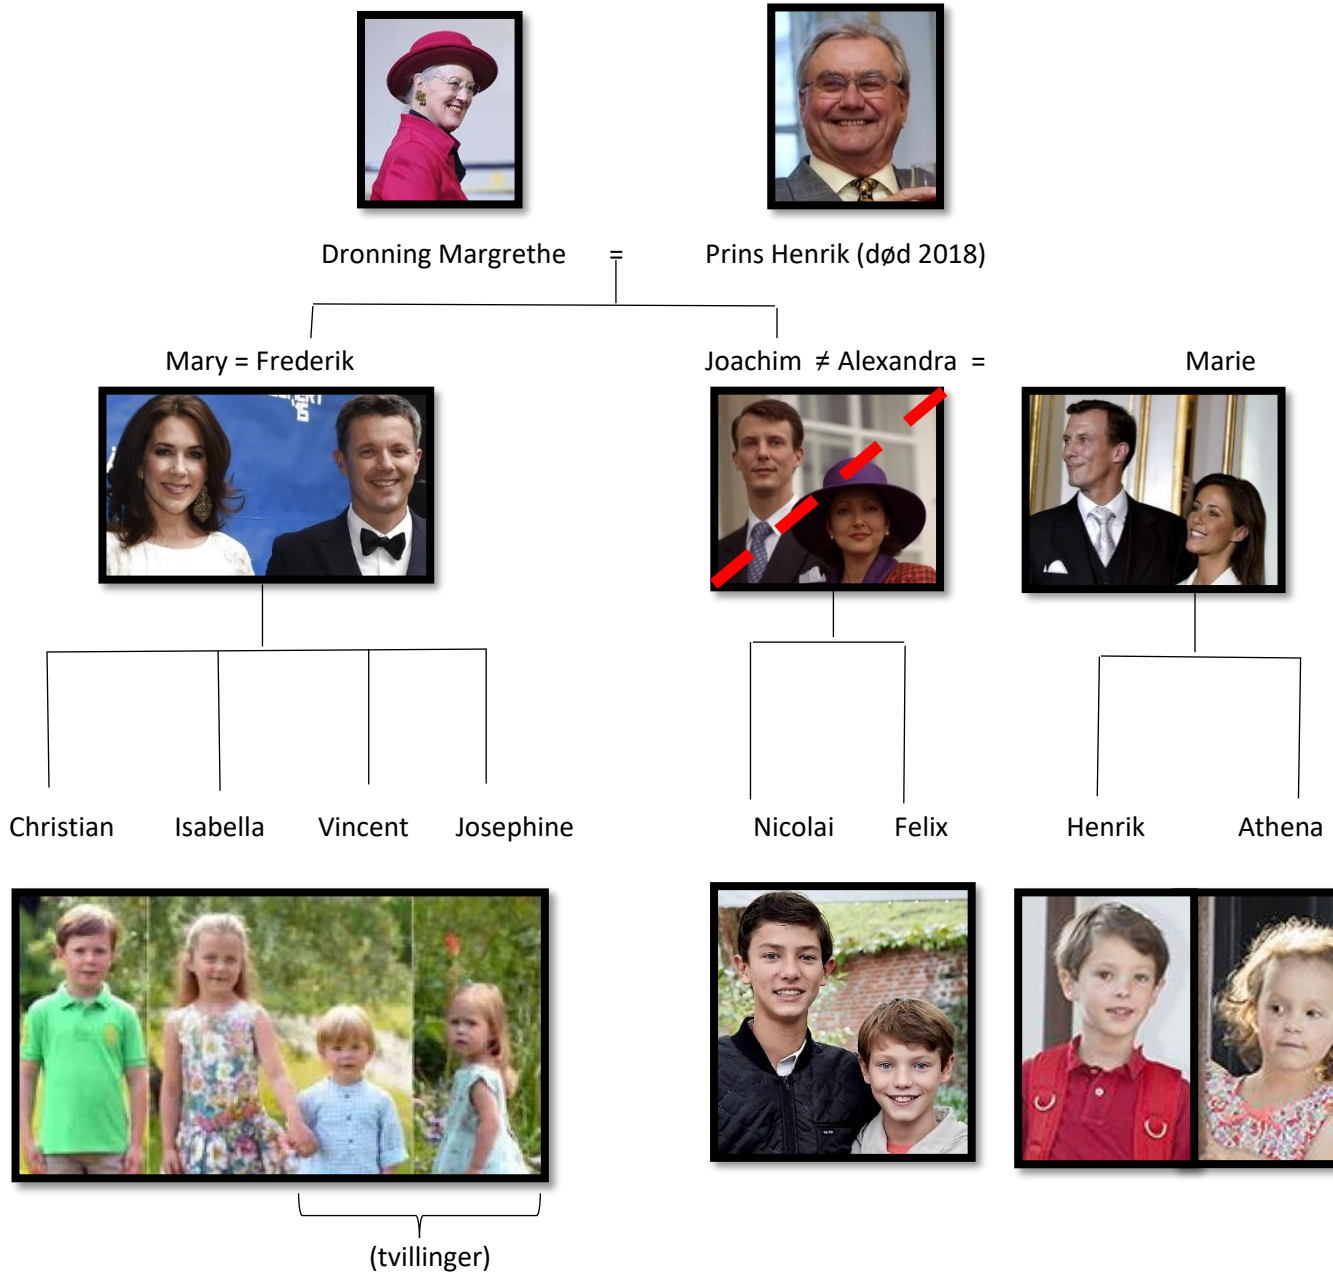 Dronning Margrethe = Prins Henrik (død 2018)
Mary = Frederik
Joachim ≠ Alexandra = Marie
15
Christian Isabella Vincent Josephine
Nicolai Felix
Henrik Athena
(tvillinger)